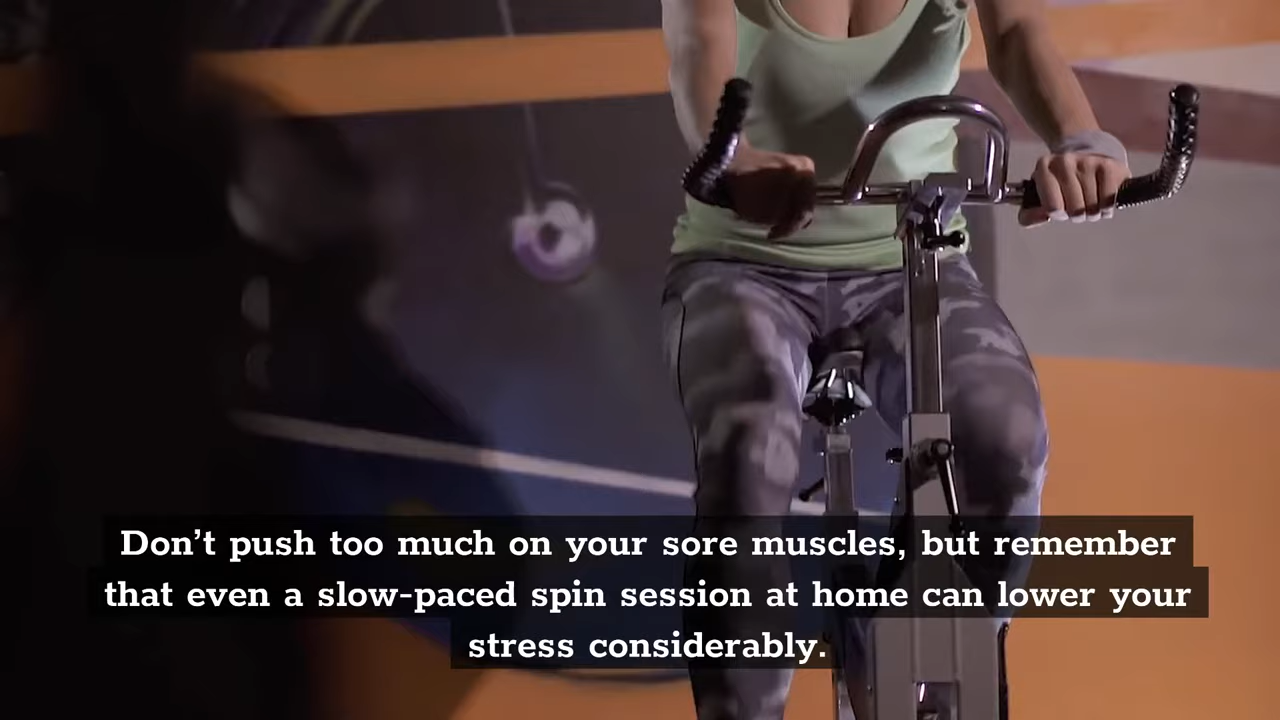 Don't push too much on your sore muscles, but remember
that even a slow-paced spin session at home can lower your
stress considerably.